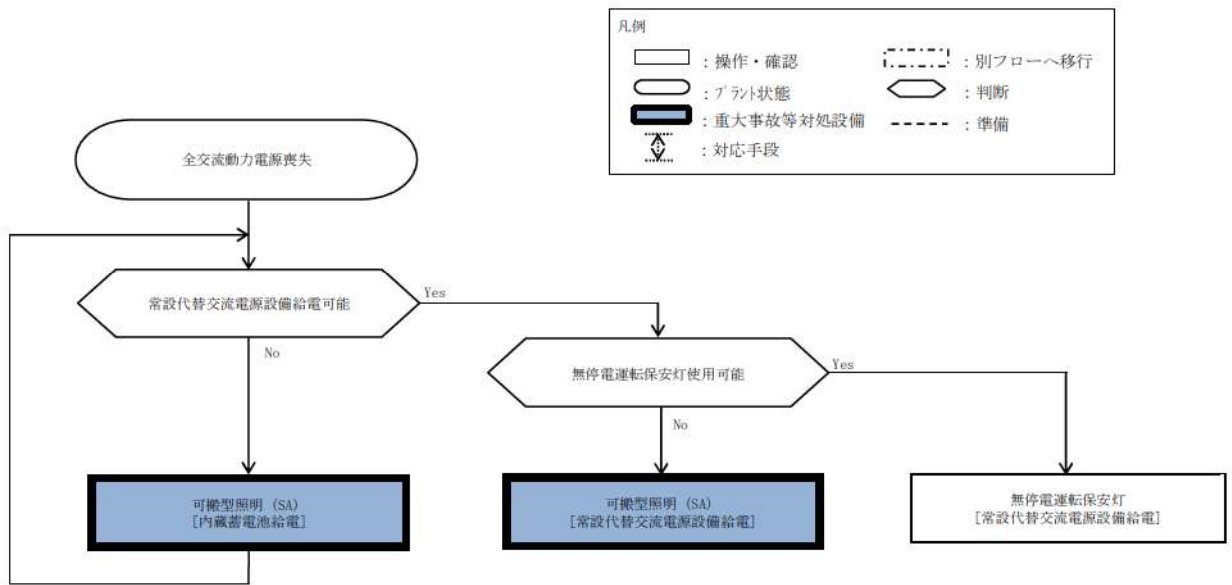 凡例
：操作・確認
：別フローへ移行
：プラント状態
：判断
：重大事故等対処設備
：準備
：対応手段
全交流動力電源喪失
常設代替交流電源設備給電可能
Yes
No
無停電運転保安灯使用可能
Yes
No
可搬型照明（SA）
[内蔵蓄電池給電]
可搬型照明（SA）
[常設代替交流電源設備給電]
無停電運転保安灯
[常設代替交流電源設備給電]